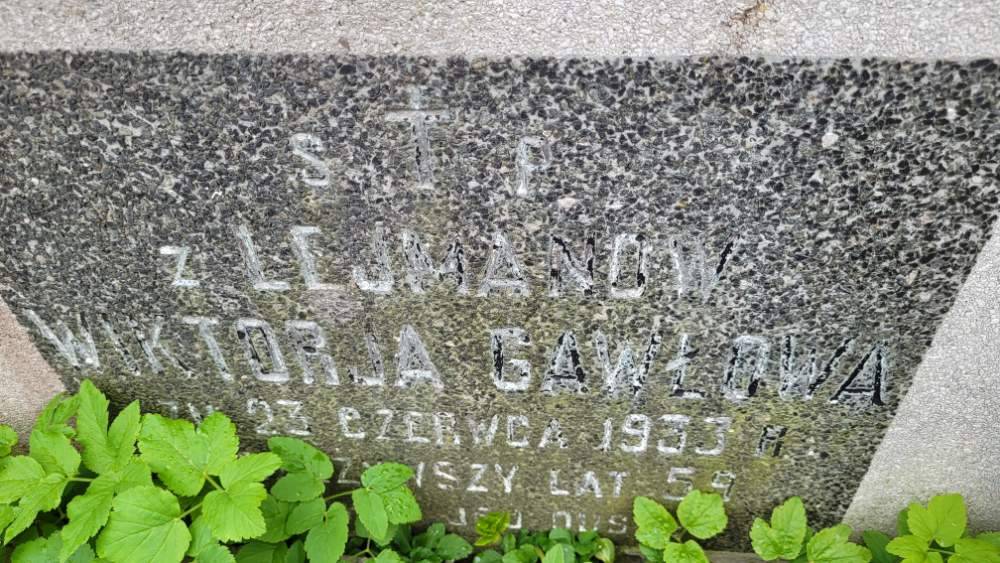 S P
z LEJMANÓW
WIKTORJA GAWŁOWA
23 CZERWCA 1933 R.
LAT 59